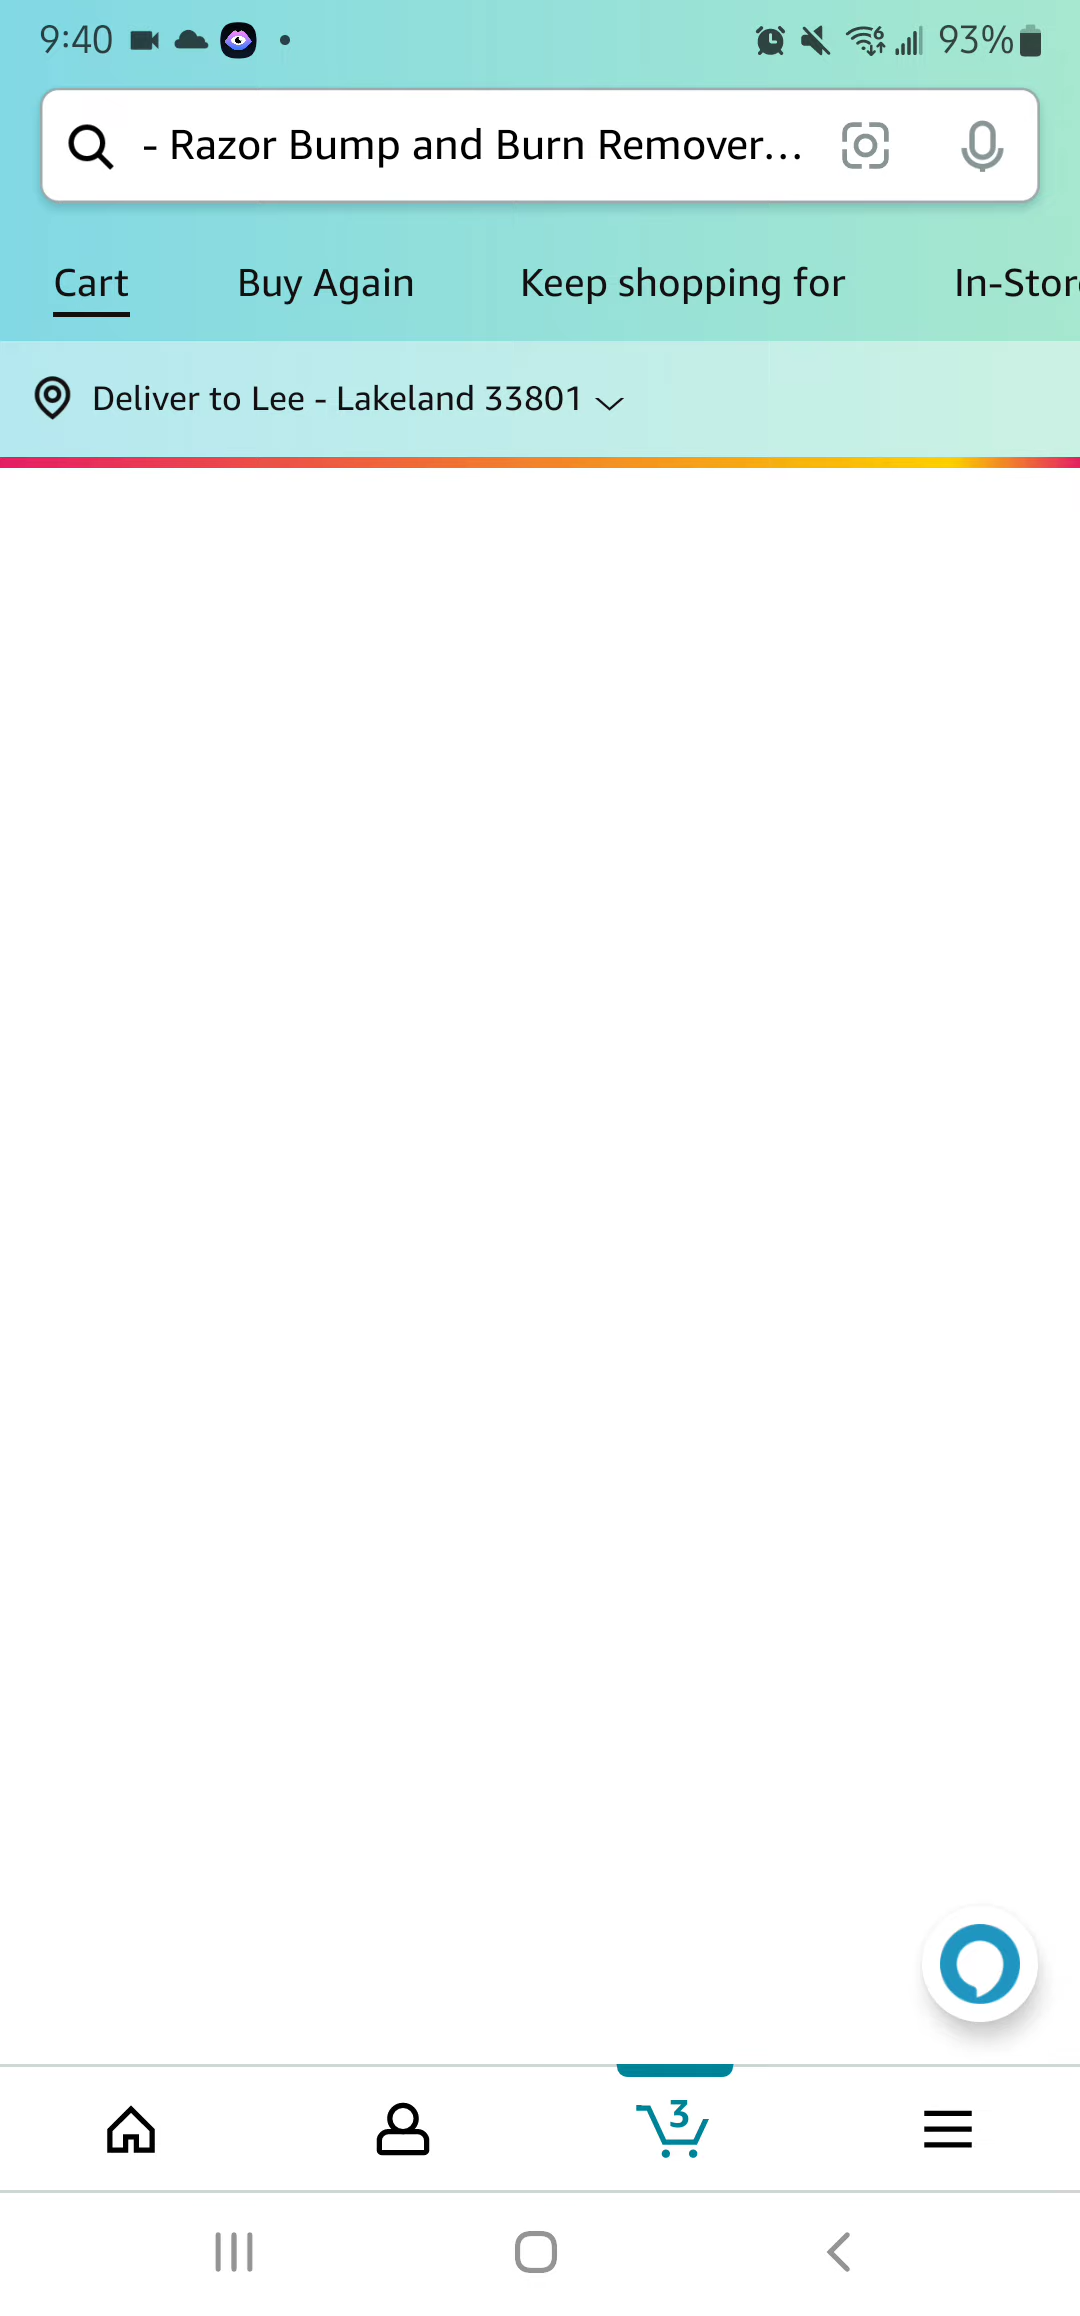 9:40
93%
- Razor Bump and Burn Remover...
Cart
Buy Again
Keep shopping for
In-Stor
Deliver to Lee - Lakeland 33801
3